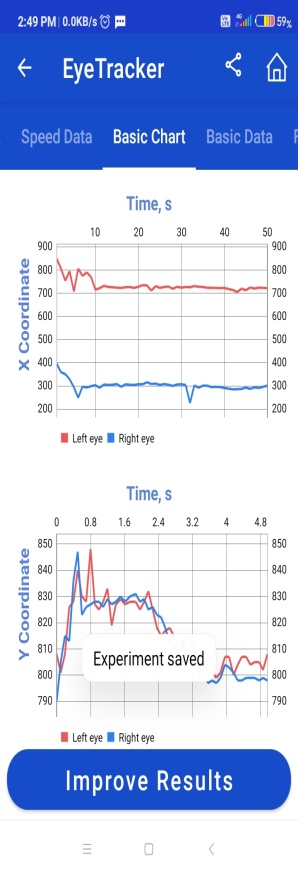 2:49 PM | 0.0KB/s
4G 59%
EyeTracker
Speed Data Basic Chart Basic Data
Time, s
10 20 30 40 50
X Coordinate
900 900
800 800
700 700
600 600
500 500
400 400
300 300
200 200
Left eye Right eye
Time, s
0 0.8 1.6 2.4 3.2 4 4.8
Y Coordinate
850 850
840 840
830 830
820 820
810 810
800 800
790 790
Experiment saved
Left eye Right eye
Improve Results